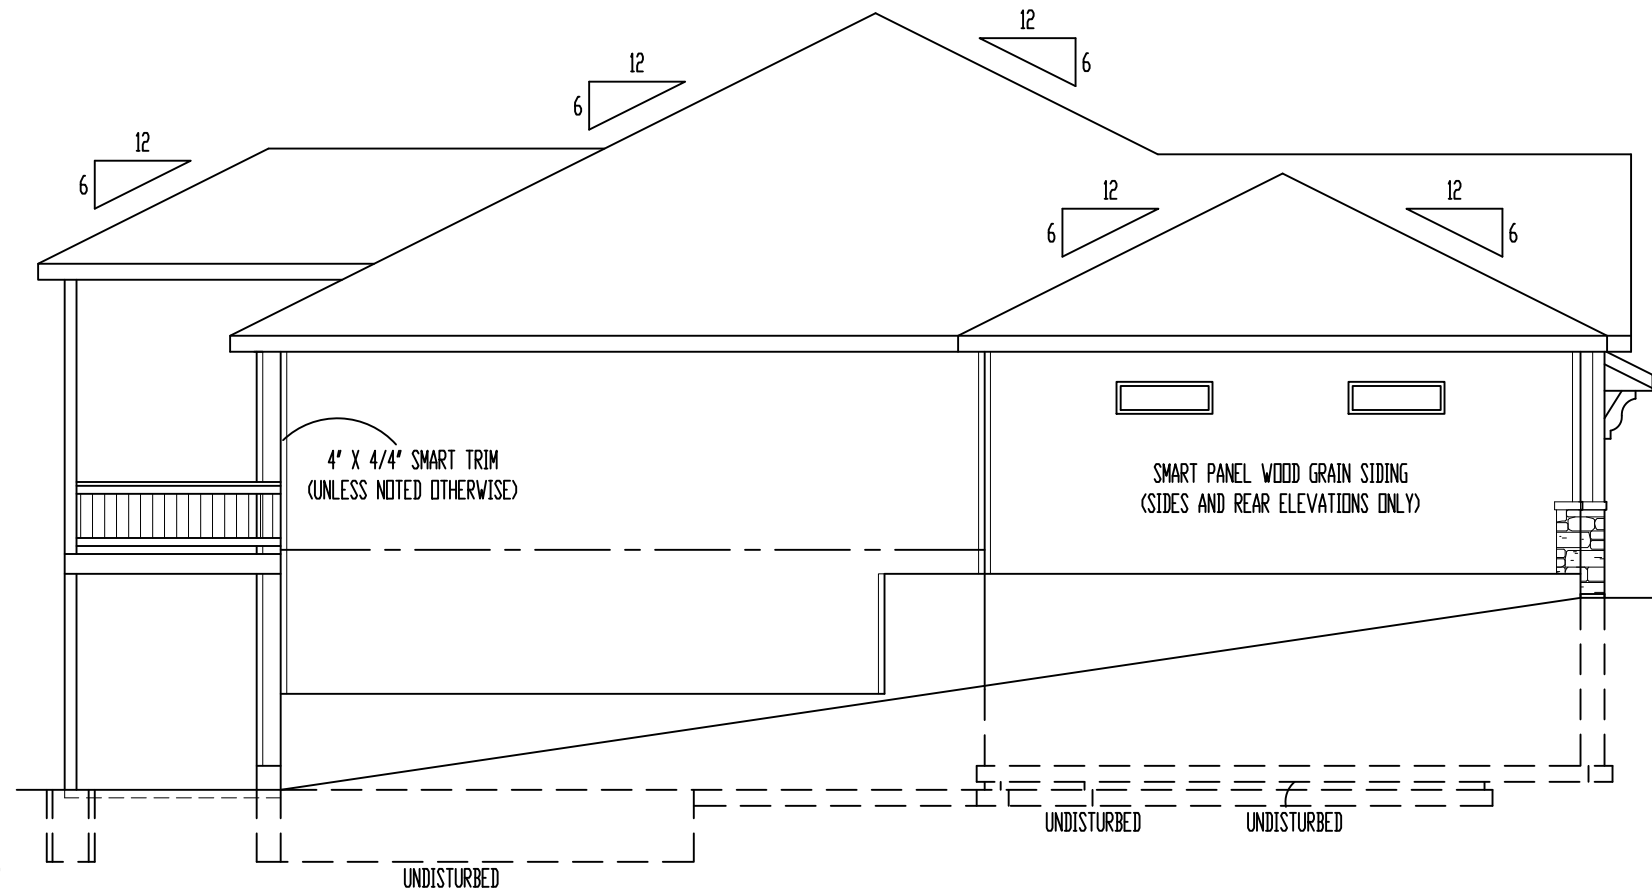 12
6
12
6
12
6
12
6
12
6
4" X 4/4" SMART TRIM
(UNLESS NOTED OTHERWISE)
SMART PANEL WOOD GRAIN SIDING
(SIDES AND REAR ELEVATIONS ONLY)
UNDISTURBED
UNDISTURBED
UNDISTURBED